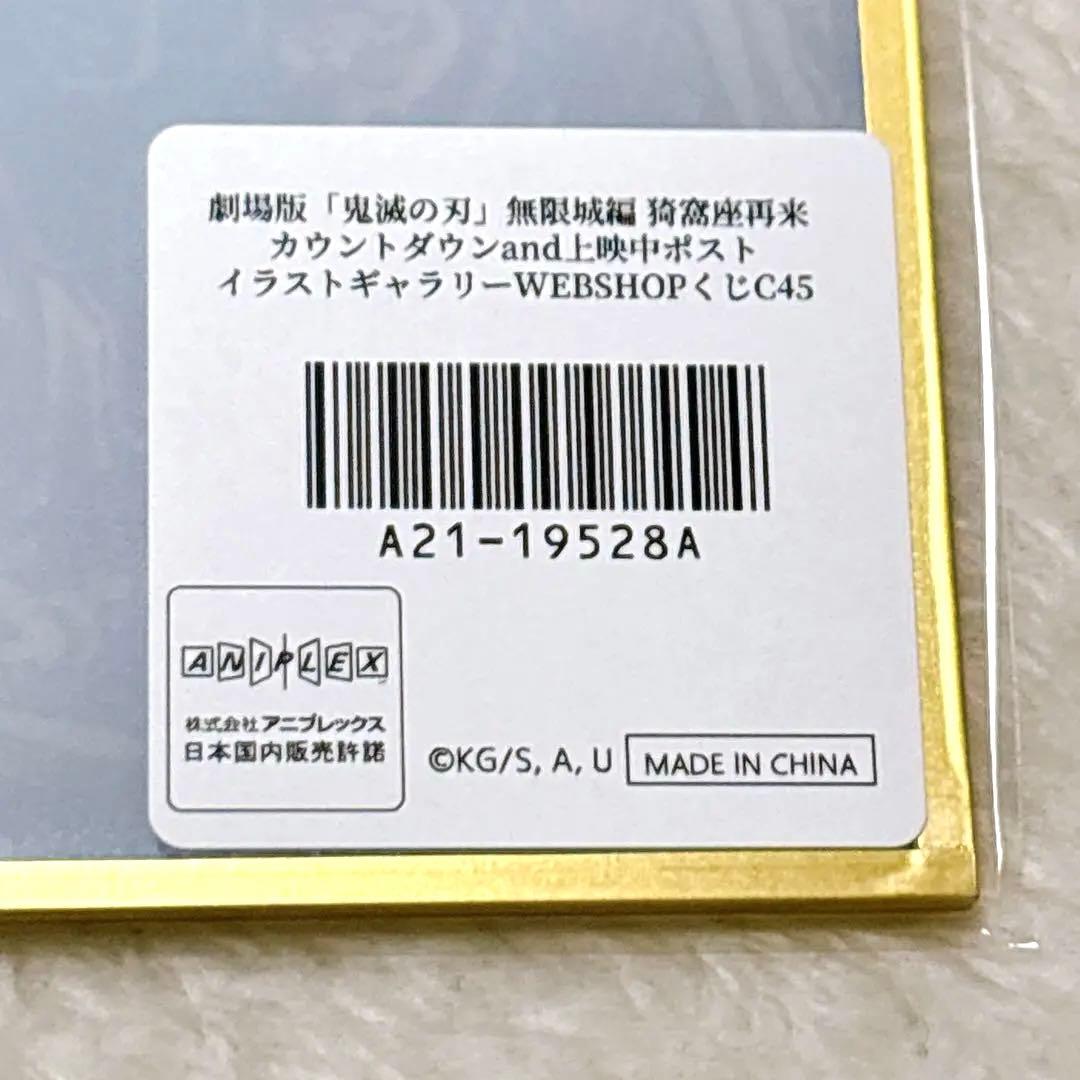 劇場版「鬼滅の刃」無限城編 猗窩座再来
カウントダウンand上映中ポスト
イラストギャラリーWEBSHOPくじC45
A21-19528A
ANIPLEX
株式会社アニプレックス
日本国内販売許諾
©KG/S, A, U
MADE IN CHINA